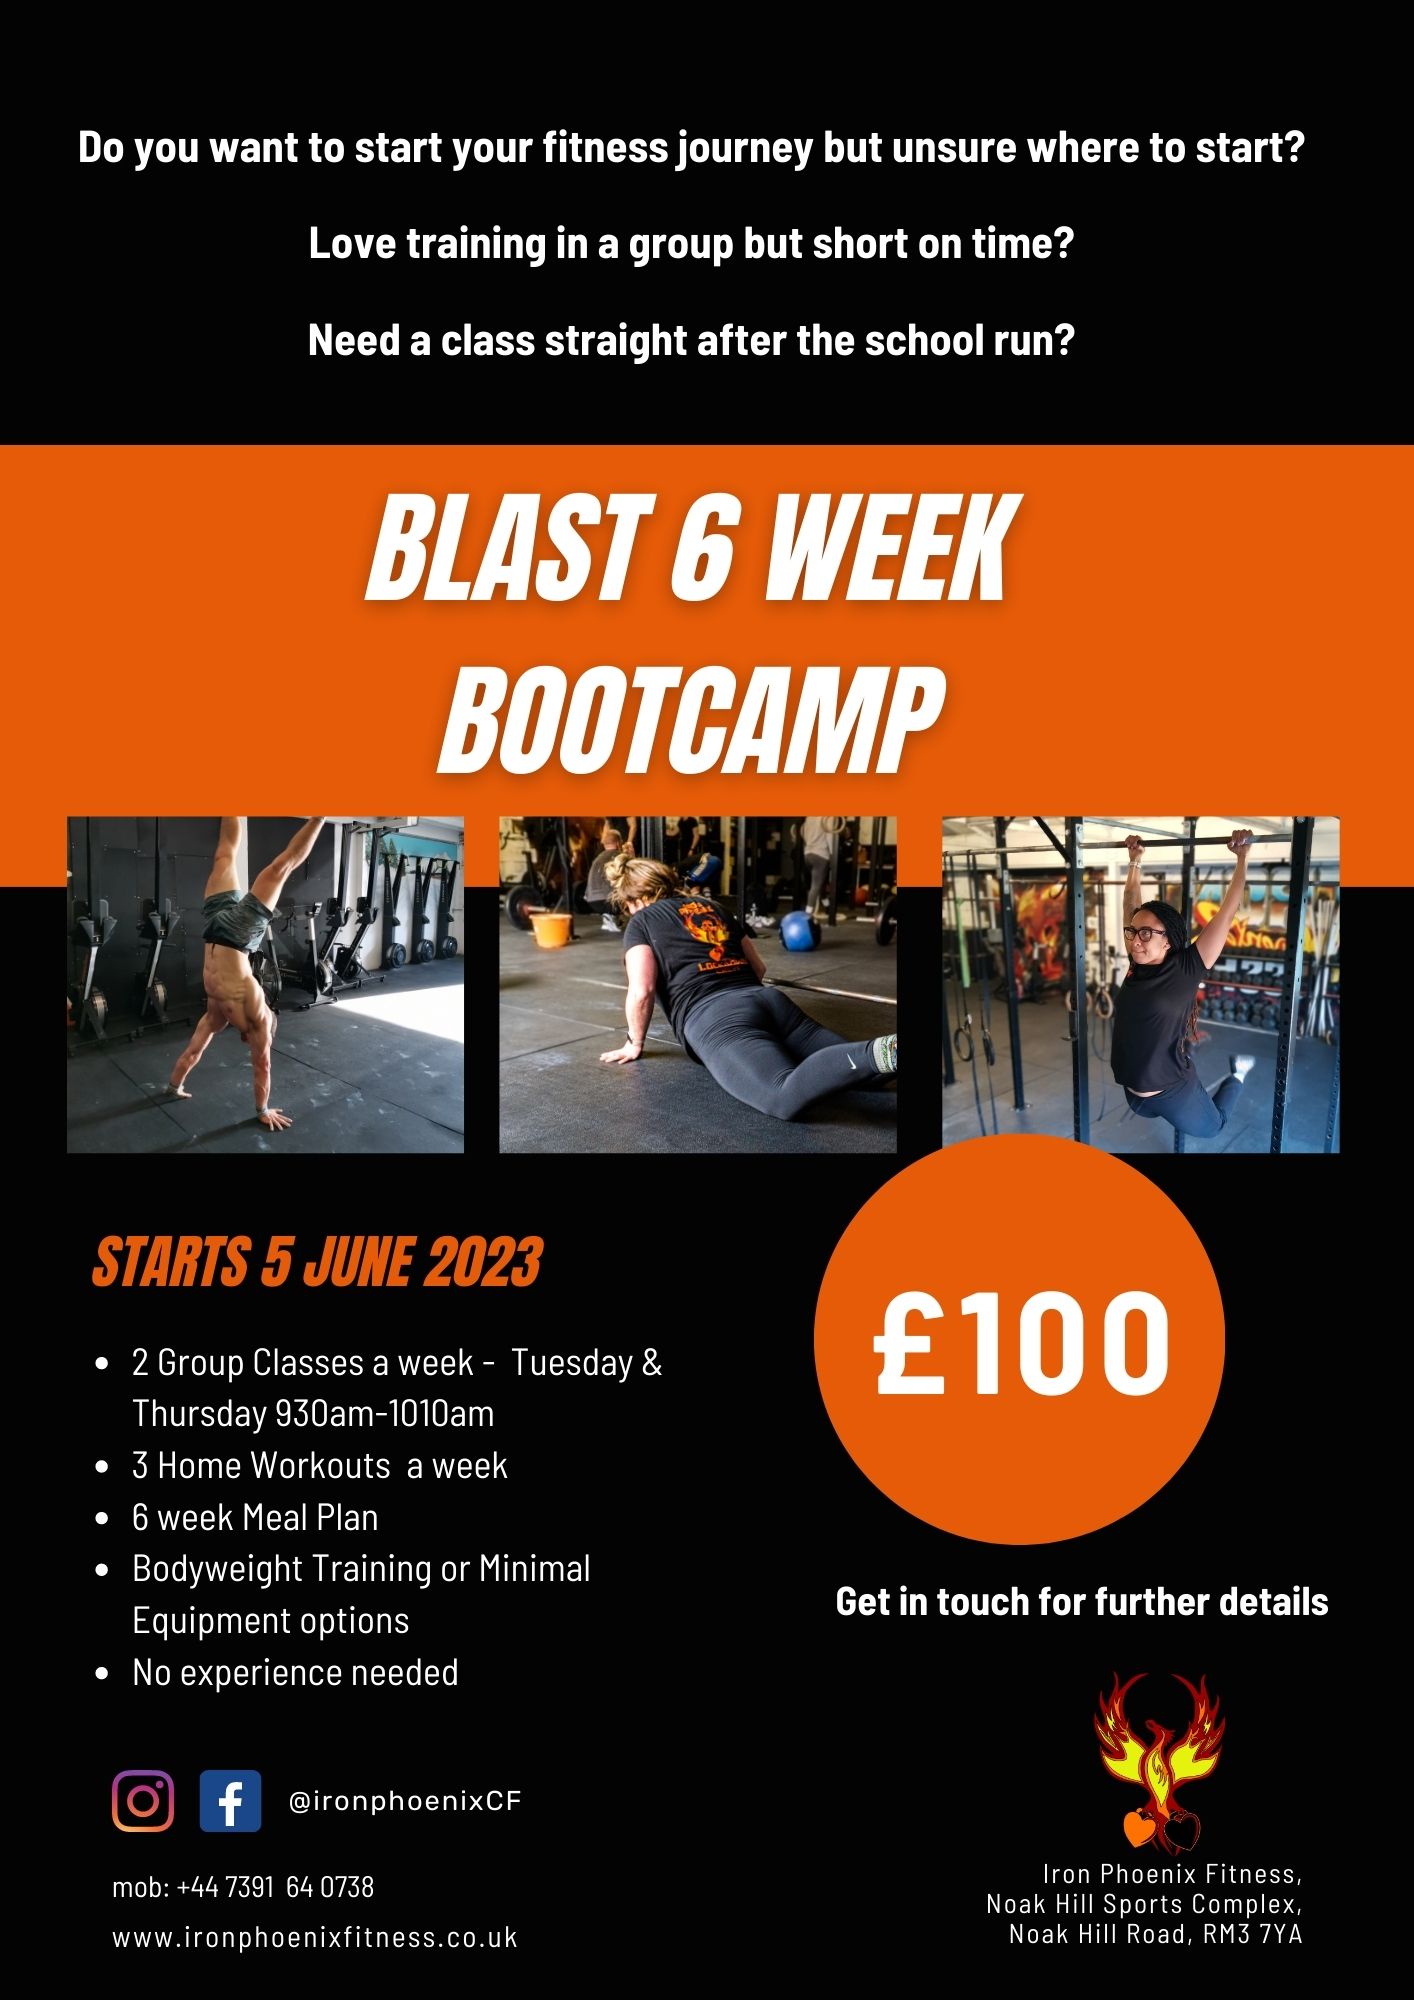 Do you want to start your fitness journey but unsure where to start?
Love training in a group but short on time?
Need a class straight after the school run?
BLAST 6 WEEK
BOOTCAMP
STARTS 5 JUNE 2023
• 2 Group Classes a week -  Tuesday &
Thursday 930am-1010am
• 3 Home Workouts  a week
• 6 week Meal Plan
• Bodyweight Training or Minimal
Equipment options
• No experience needed
£100
Get in touch for further details
@ironphoenixCF
mob: +44 7391  64 0738
www.ironphoenixfitness.co.uk
Iron Phoenix Fitness,
Noak Hill Sports Complex,
Noak Hill Road, RM3 7YA